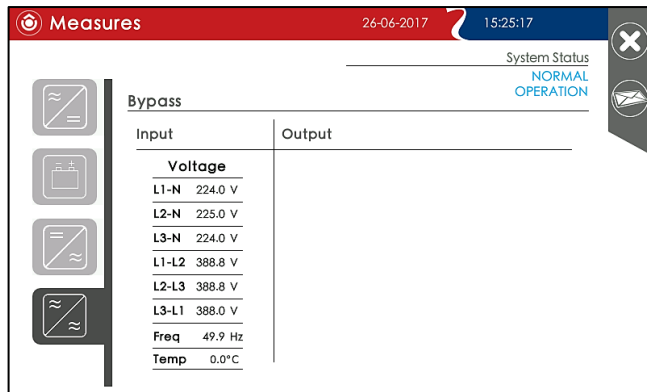 Measures
26-06-2017
15:25:17
System Status
NORMAL
OPERATION
Bypass
Input
Output
Voltage
L1-N 224.0 V
L2-N 225.0 V
L3-N 224.0 V
L1-L2 388.8 V
L2-L3 388.8 V
L3-L1 388.0 V
Freq 49.9 Hz
Temp 0.0°C